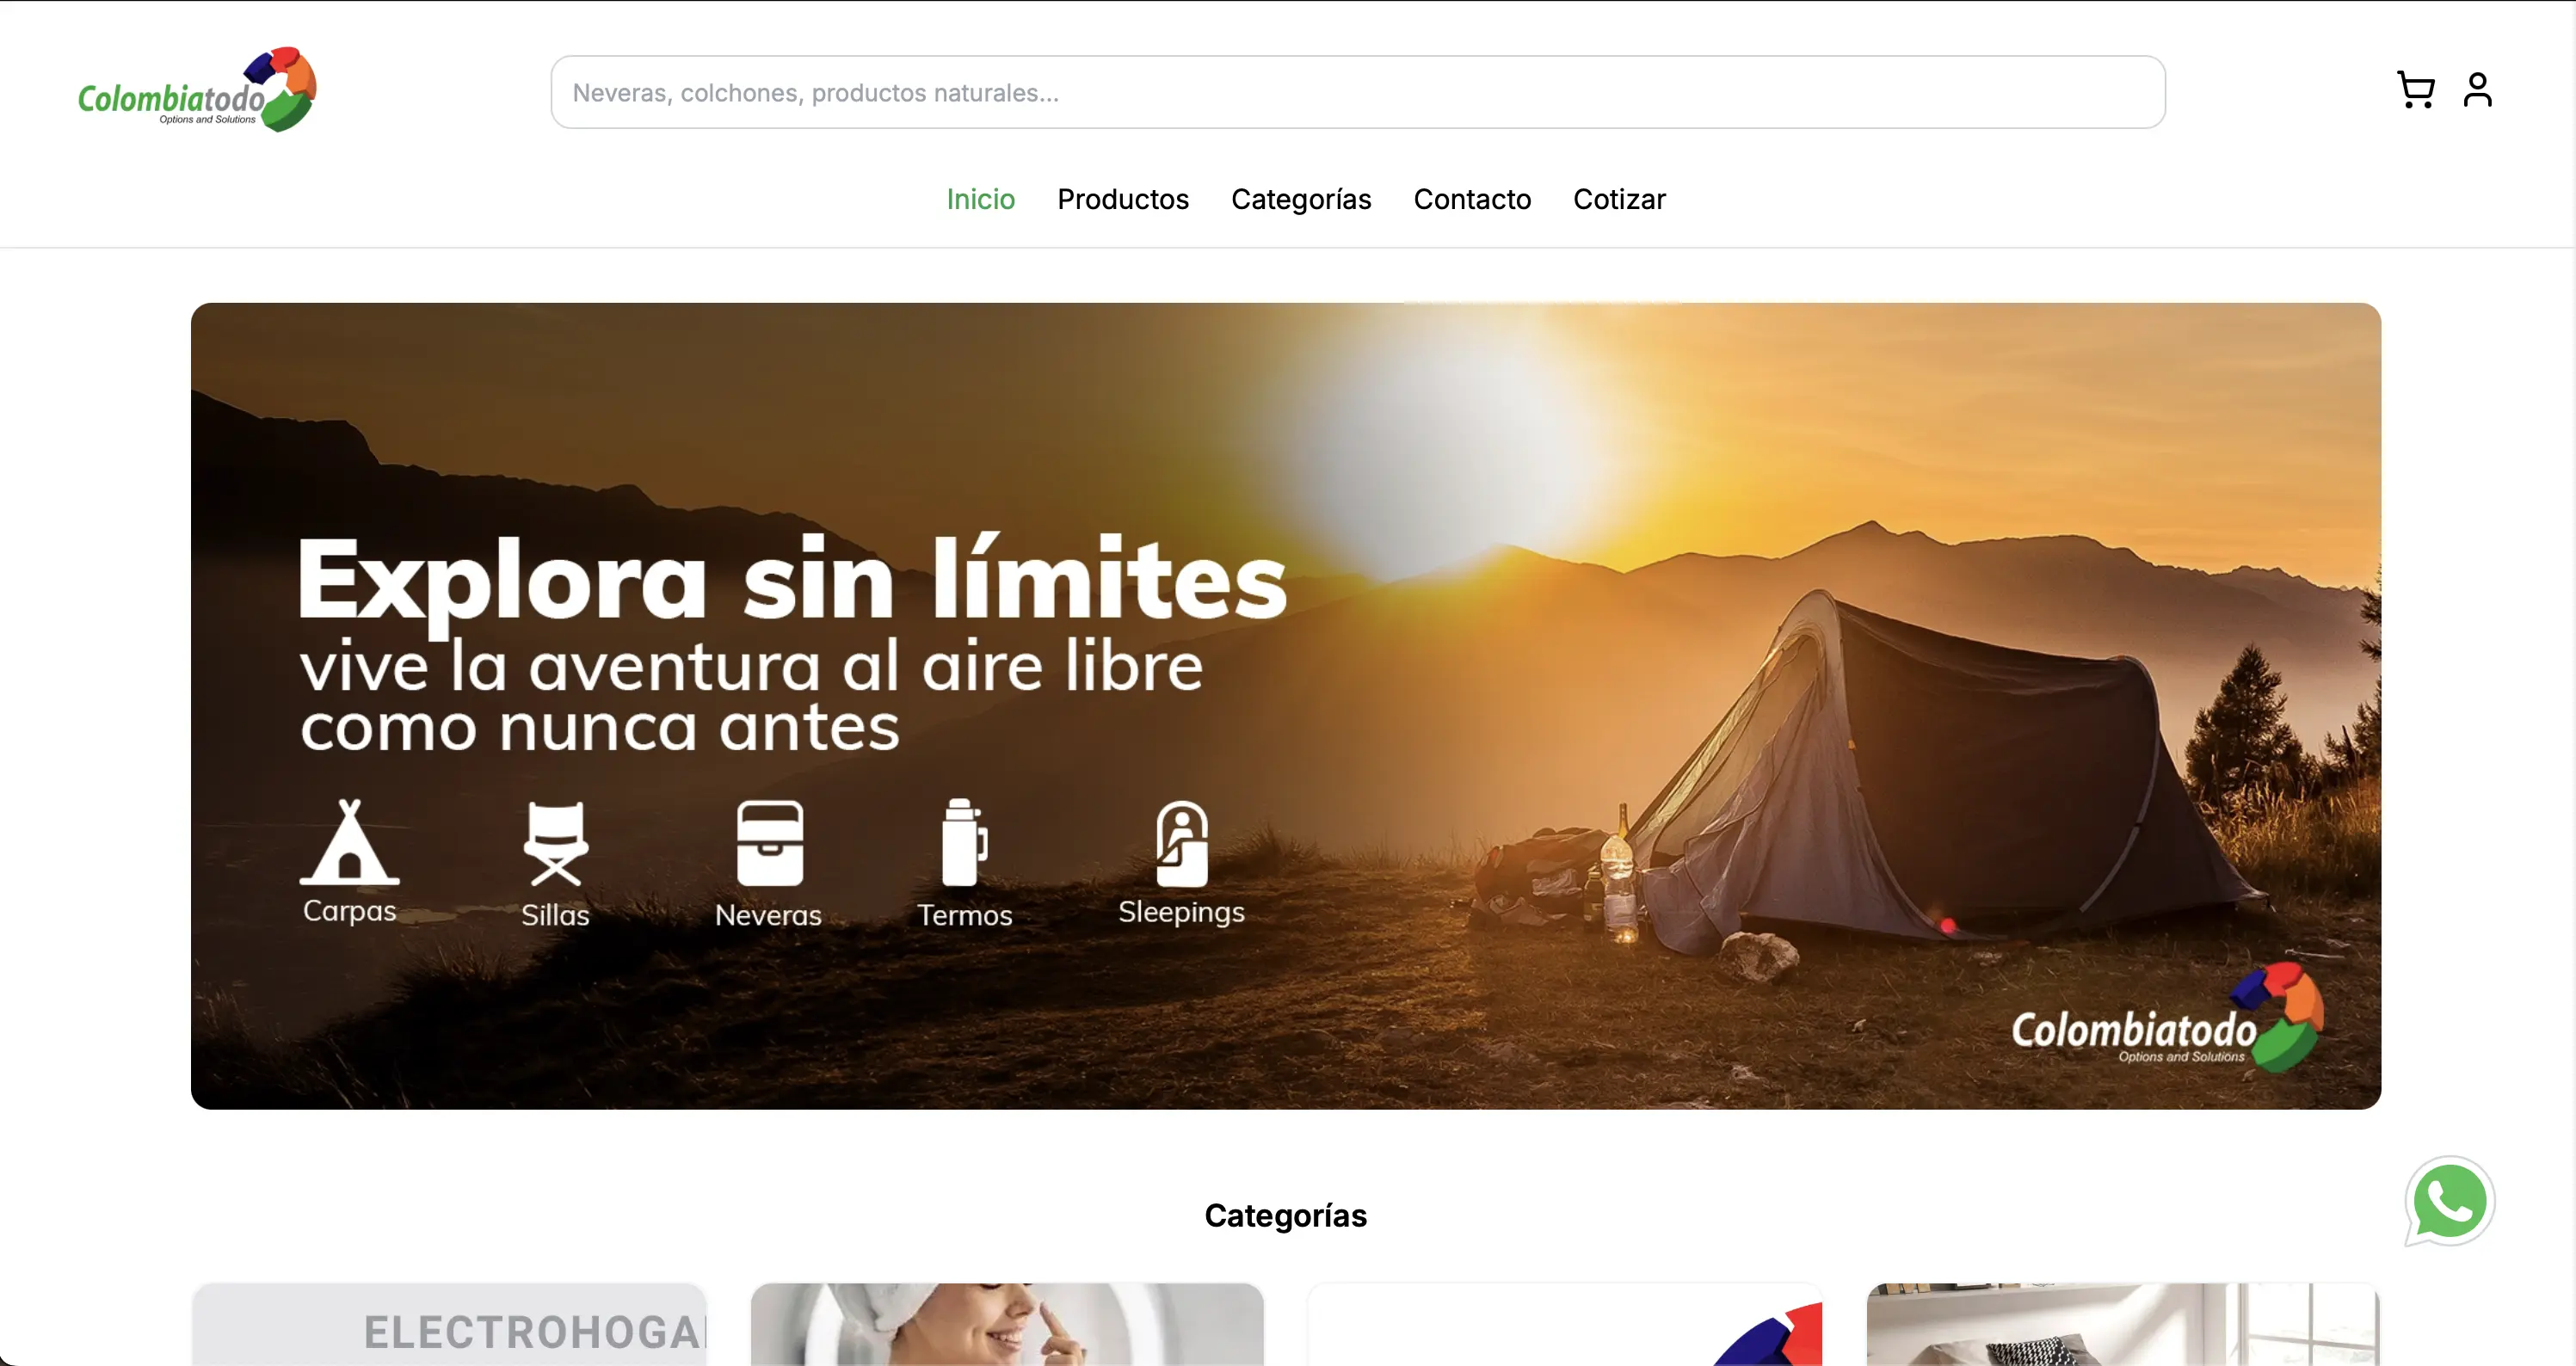 Colombiatodo
Options and Solutions
Neveras, colchones, productos naturales...
Inicio Productos Categorías Contacto Cotizar
Explora sin límites
vive la aventura al aire libre
como nunca antes
Carpas Sillas Neveras Termos Sleepings
Colombiatodo
Options and Solutions
Categorías
ELECTROHOGA